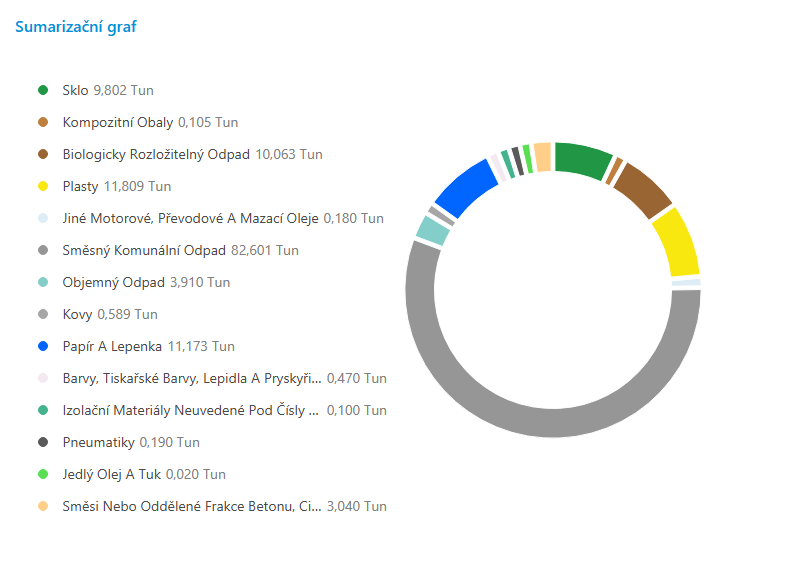 Sumarizační graf
Sklo 9,802 Tun
Kompozitní Obaly 0,105 Tun
Biologicky Rozložitelný Odpad 10,063 Tun
Plasty 11,809 Tun
Jiné Motorové, Převodové A Mazací Oleje 0,180 Tun
Směsný Komunální Odpad 82,601 Tun
Objemný Odpad 3,910 Tun
Kovy 0,589 Tun
Papír A Lepenka 11,173 Tun
Barvy, Tiskařské Barvy, Lepidla A Pryskyři... 0,470 Tun
Izolační Materiály Neuvedené Pod Čísly ... 0,100 Tun
Pneumatiky 0,190 Tun
Jedlý Olej A Tuk 0,020 Tun
Směsi Nebo Oddělené Frakce Betonu, Ci... 3,040 Tun